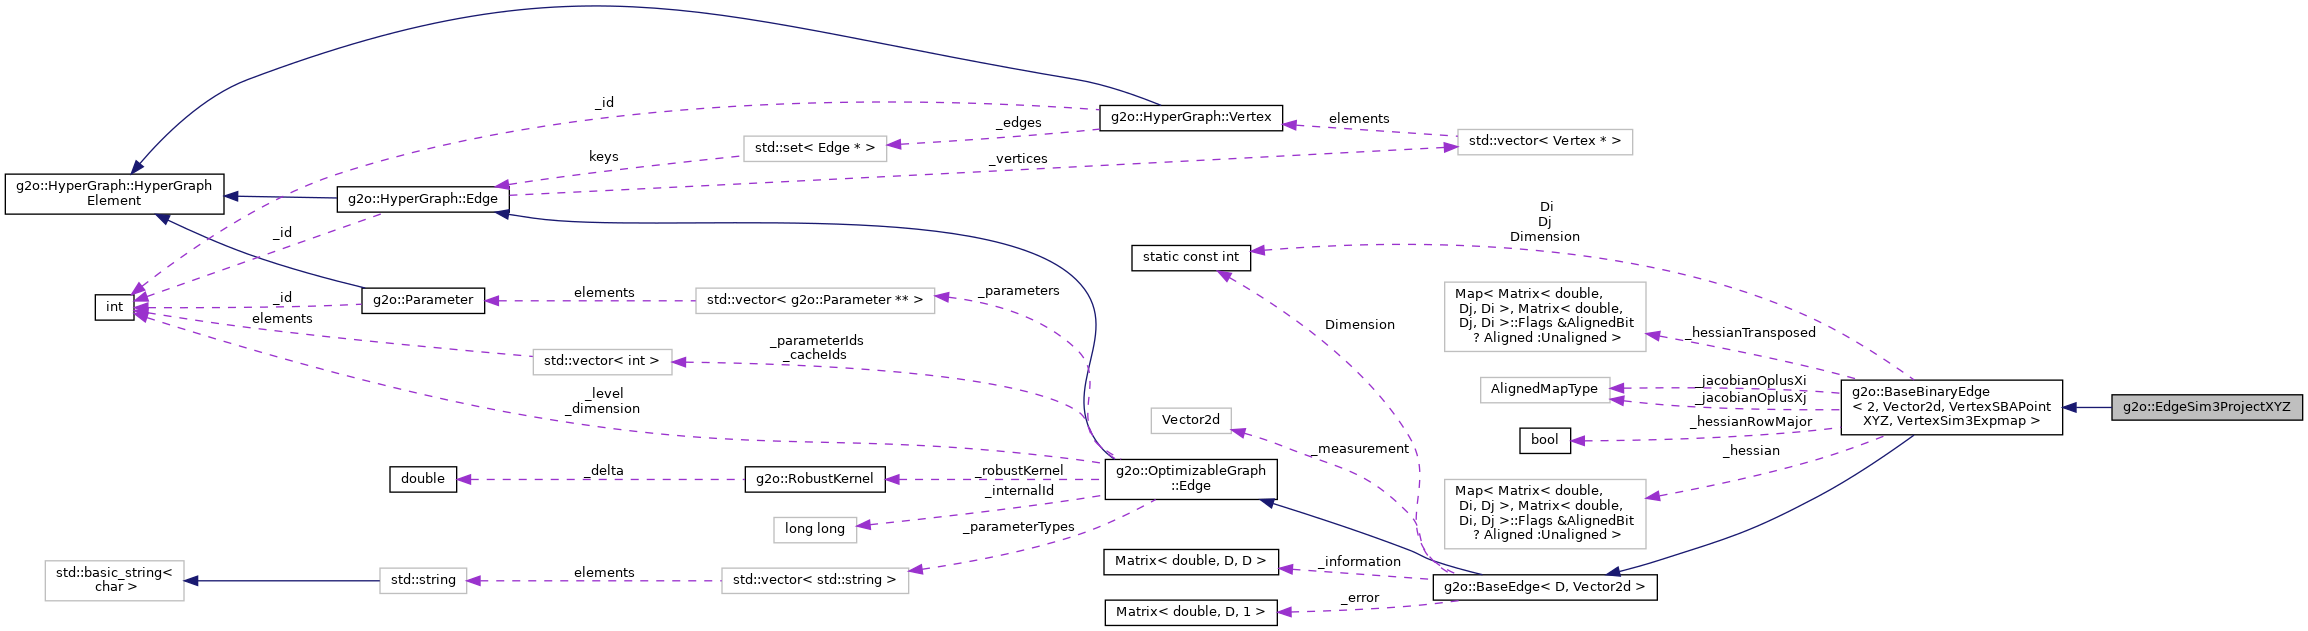 _id
g2o::HyperGraph::Vertex
_edges
elements
std::set< Edge * >
std::vector< Vertex * >
keys
_vertices
g2o::HyperGraph::HyperGraph
Element
g2o::HyperGraph::Edge
_id
Di
Dj
Dimension
static const int
int
_id
g2o::Parameter
elements
std::vector< g2o::Parameter ** >
_parameters
elements
Dimension
Map< Matrix< double,
Dj, Di >, Matrix< double,
Dj, Di >::Flags &AlignedBit
? Aligned :Unaligned >
_hessianTransposed
std::vector< int >
_parameterIds
_cacheIds
_level
_dimension
AlignedMapType
_jacobianOplusXi
_jacobianOplusXj
g2o::BaseBinaryEdge
< 2, Vector2d, VertexSBAPoint
XYZ, VertexSim3Expmap >
g2o::EdgeSim3ProjectXYZ
Vector2d
_measurement
bool
_hessianRowMajor
_hessian
double
_delta
g2o::RobustKernel
_robustKernel
g2o::OptimizableGraph
::Edge
_internalId
long long
_parameterTypes
Map< Matrix< double,
Di, Dj >, Matrix< double,
Di, Dj >::Flags &AlignedBit
? Aligned :Unaligned >
std::basic_string<
char >
std::string
elements
std::vector< std::string >
Matrix< double, D, D >
_information
g2o::BaseEdge< D, Vector2d >
Matrix< double, D, 1 >
_error